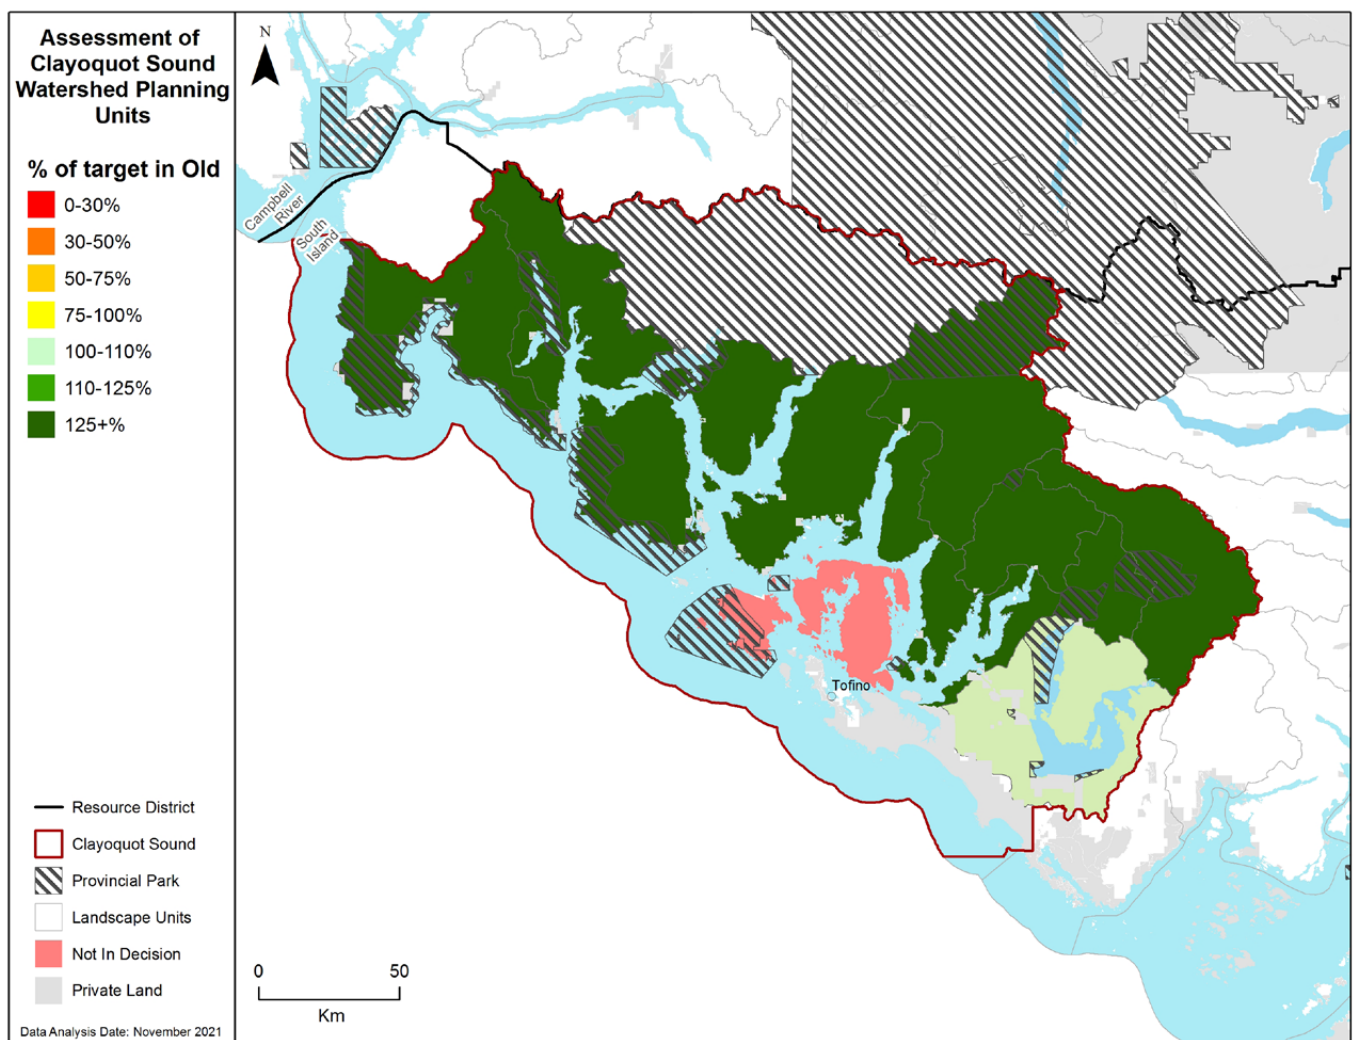 Assessment of
Clayoquot Sound
Watershed Planning
Units
% of target in Old
0-30%
30-50%
50-75%
75-100%
100-110%
110-125%
125+%
Resource District
Clayoquot Sound
Provincial Park
Landscape Units
Not In Decision
Private Land
Data Analysis Date: November 2021
N
Campbell
River
South
Island
Tofino
0 50
Km